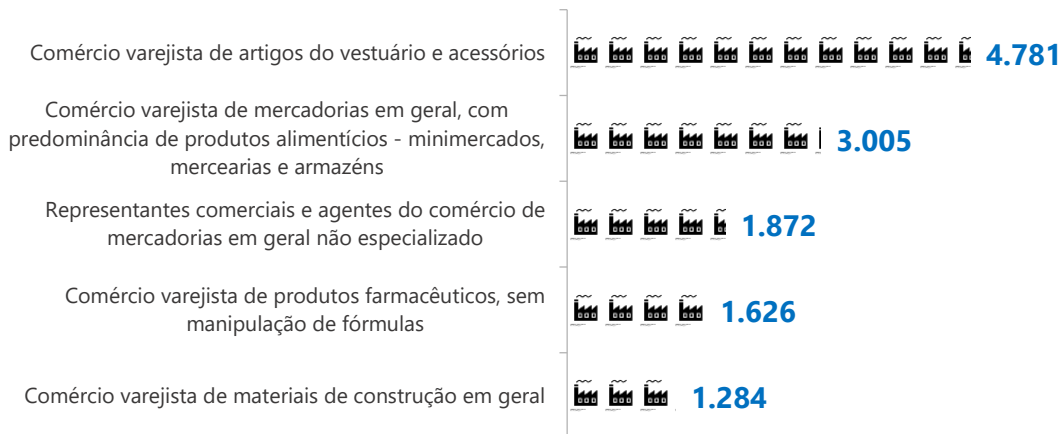 Comércio varejista de artigos do vestuário e acessórios
4.781
Comércio varejista de mercadorias em geral, com
predominância de produtos alimentícios - minimercados,
mercearias e armazéns
3.005
Representantes comerciais e agentes do comércio de
mercadorias em geral não especializado
1.872
Comércio varejista de produtos farmacêuticos, sem
manipulação de fórmulas
1.626
Comércio varejista de materiais de construção em geral
1.284